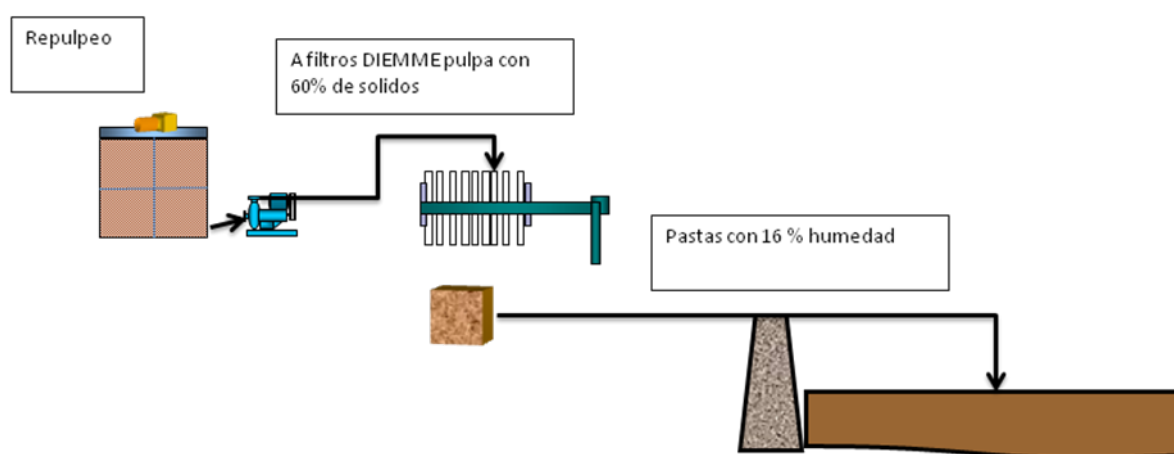 Repulpeo
A filtros DIEMME pulpa con
60% de solidos
Pastas con 16 % humedad